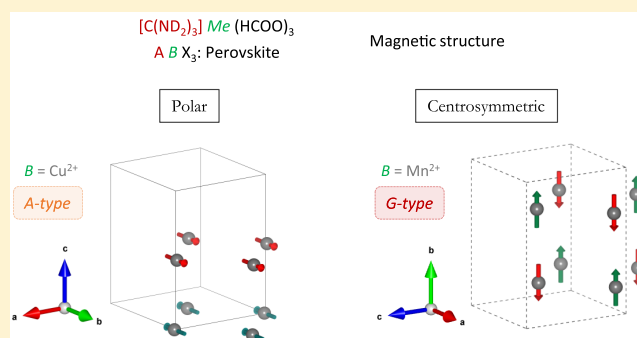 [C(ND₂)₃] Me (HCOO)₃
A B X₃: Perovskite
Magnetic structure
Polar
Centrosymmetric
B = Cu²⁺
A-type
B = Mn²⁺
G-type
c
a
b
b
c
a